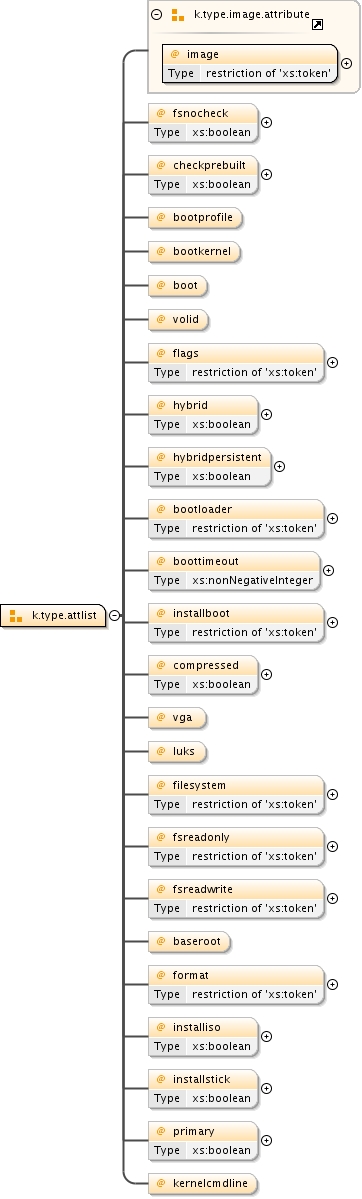 k.type.image.attribute
@ image
Type restriction of 'xs:token'
@ fsnocheck
Type xs:boolean
@ checkprebuilt
Type xs:boolean
@ bootprofile
@ bootkernel
@ boot
@ volid
@ flags
Type restriction of 'xs:token'
@ hybrid
Type xs:boolean
@ hybridpersistent
Type xs:boolean
@ bootloader
Type restriction of 'xs:token'
@ boottimeout
Type xs:nonNegativeInteger
k.type.attlist
@ installboot
Type restriction of 'xs:token'
@ compressed
Type xs:boolean
@ vga
@ luks
@ filesystem
Type restriction of 'xs:token'
@ fsreadonly
Type restriction of 'xs:token'
@ fsreadwrite
Type restriction of 'xs:token'
@ baseroot
@ format
Type restriction of 'xs:token'
@ installiso
Type xs:boolean
@ installstick
Type xs:boolean
@ primary
Type xs:boolean
@ kernelcmdline